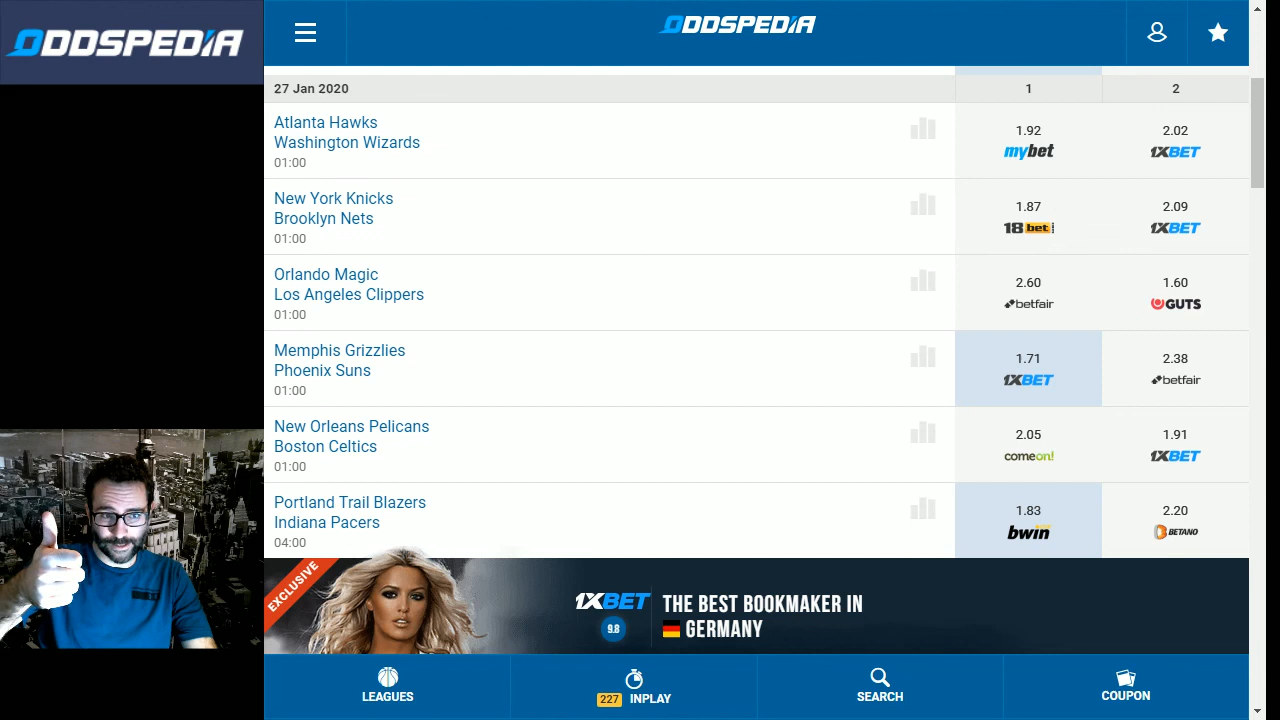 ODDSPEDIA
ODDSPEDIA
27 Jan 2020 1 2
Atlanta Hawks
Washington Wizards
01:00
1.92
mybet
2.02
1XBET
New York Knicks
Brooklyn Nets
01:00
1.87
18bet
2.09
1XBET
Orlando Magic
Los Angeles Clippers
01:00
2.60
betfair
1.60
GUTS
Memphis Grizzlies
Phoenix Suns
01:00
1.71
1XBET
2.38
betfair
New Orleans Pelicans
Boston Celtics
01:00
2.05
comeon!
1.91
1XBET
Portland Trail Blazers
Indiana Pacers
04:00
1.83
bwin
2.20
BETANO
EXCLUSIVE
1XBET
9.8
THE BEST BOOKMAKER IN
GERMANY
LEAGUES
227 INPLAY
SEARCH
COUPON